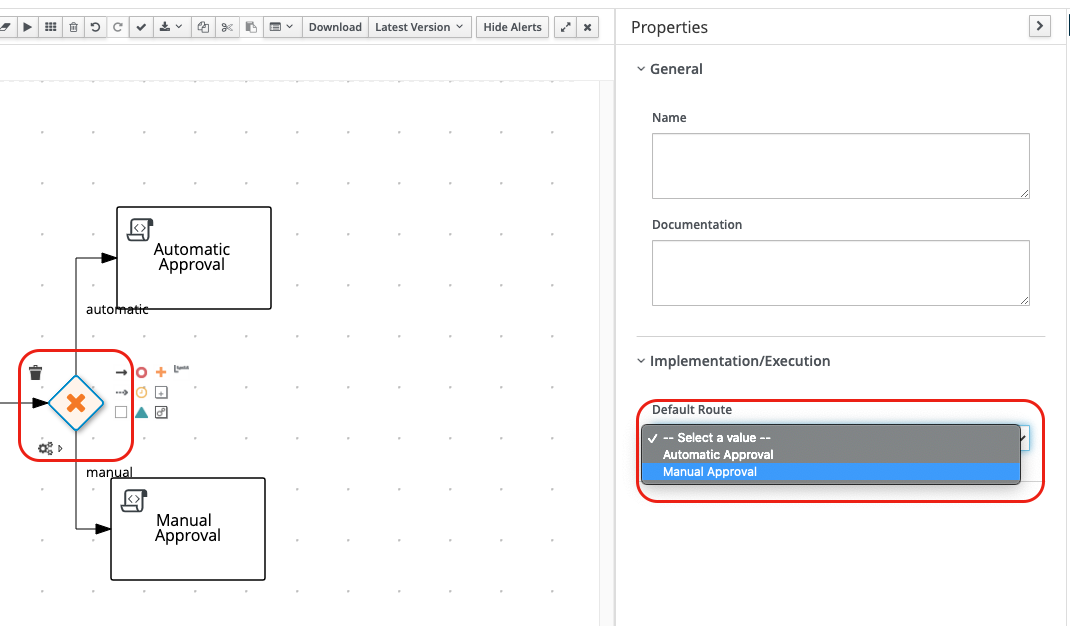 Download
Latest Version
Hide Alerts
Properties
General
Name
Documentation
Implementation/Execution
Default Route
-- Select a value --
Automatic Approval
Manual Approval
Automatic
Approval
automatic
manual
Manual
Approval